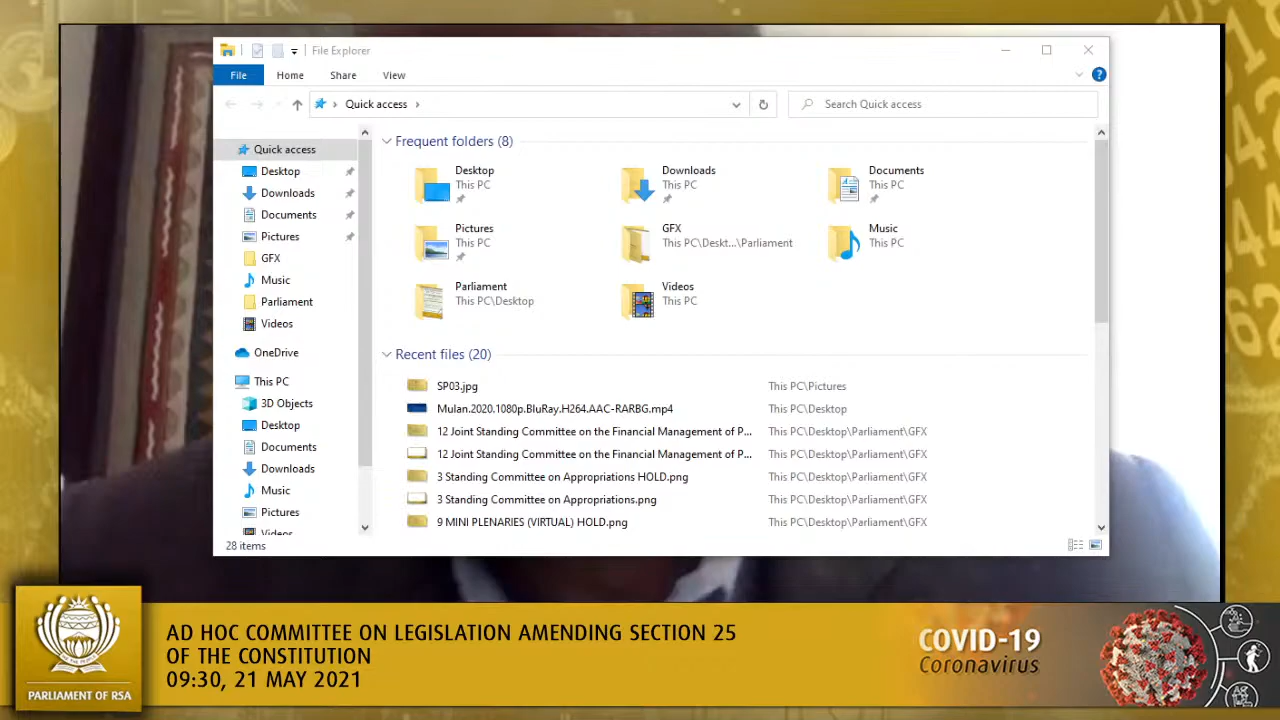 File Explorer
File Home Share View
Quick access
Search Quick access
Quick access
Desktop
Downloads
Documents
Pictures
GFX
Music
Parliament
Videos
OneDrive
This PC
3D Objects
Desktop
Documents
Downloads
Music
Pictures
Videos
Frequent folders (8)
Desktop
This PC
Downloads
This PC
Documents
This PC
Pictures
This PC
GFX
This PC\Deskt...\Parliament
Music
This PC
Parliament
This PC\Desktop
Videos
This PC
Recent files (20)
SP03.jpg This PC\Pictures
Mulan.2020.1080p.BluRay.H264.AAC-RARBG.mp4 This PC\Desktop
12 Joint Standing Committee on the Financial Management of P... This PC\Desktop\Parliament\GFX
12 Joint Standing Committee on the Financial Management of P... This PC\Desktop\Parliament\GFX
3 Standing Committee on Appropriations HOLD.png This PC\Desktop\Parliament\GFX
3 Standing Committee on Appropriations.png This PC\Desktop\Parliament\GFX
9 MINI PLENARIES (VIRTUAL) HOLD.png This PC\Desktop\Parliament\GFX
28 items
PARLIAMENT OF RSA
AD HOC COMMITTEE ON LEGISLATION AMENDING SECTION 25
OF THE CONSTITUTION
09:30, 21 MAY 2021
COVID-19
Coronavirus